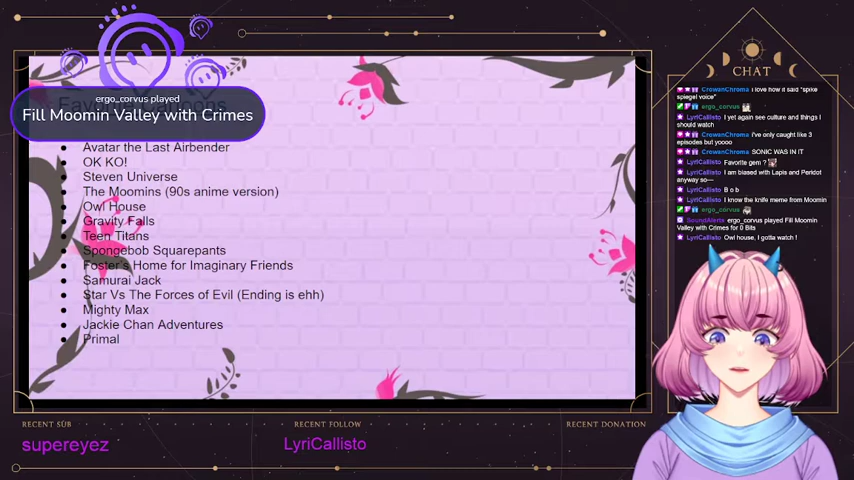 ergo_corvus played
Fill Moomin Valley with Crimes
Avatar the Last Airbender
OK KO!
Steven Universe
The Moomins (90s anime version)
Owl House
Gravity Falls
Teen Titans
Spongebob Squarepants
Foster's Home for Imaginary Friends
Samurai Jack
Star Vs The Forces of Evil (Ending is ehh)
Mighty Max
Jackie Chan Adventures
Primal
CHAT
CrowanChroma I love how it said "spike
spiegel voice"
ergo_corvus
LyriCallisto I yet again see culture and things I
should watch
CrowanChroma i've only caught like 3
episodes but yoooo
CrowanChroma SONIC WAS IN IT
LyriCallisto Favorite gem ?
LyriCallisto I am biased with Lapis and Peridot
anyway so—
LyriCallisto B o b
LyriCallisto I know the knife meme from Moomin
ergo_corvus
SoundAlerts ergo_corvus played Fill Moomin
Valley with Crimes for 0 Bits
LyriCallisto Owl house, I gotta watch !
RECENT SUB
supereyez
RECENT FOLLOW
LyriCallisto
RECENT DONATION